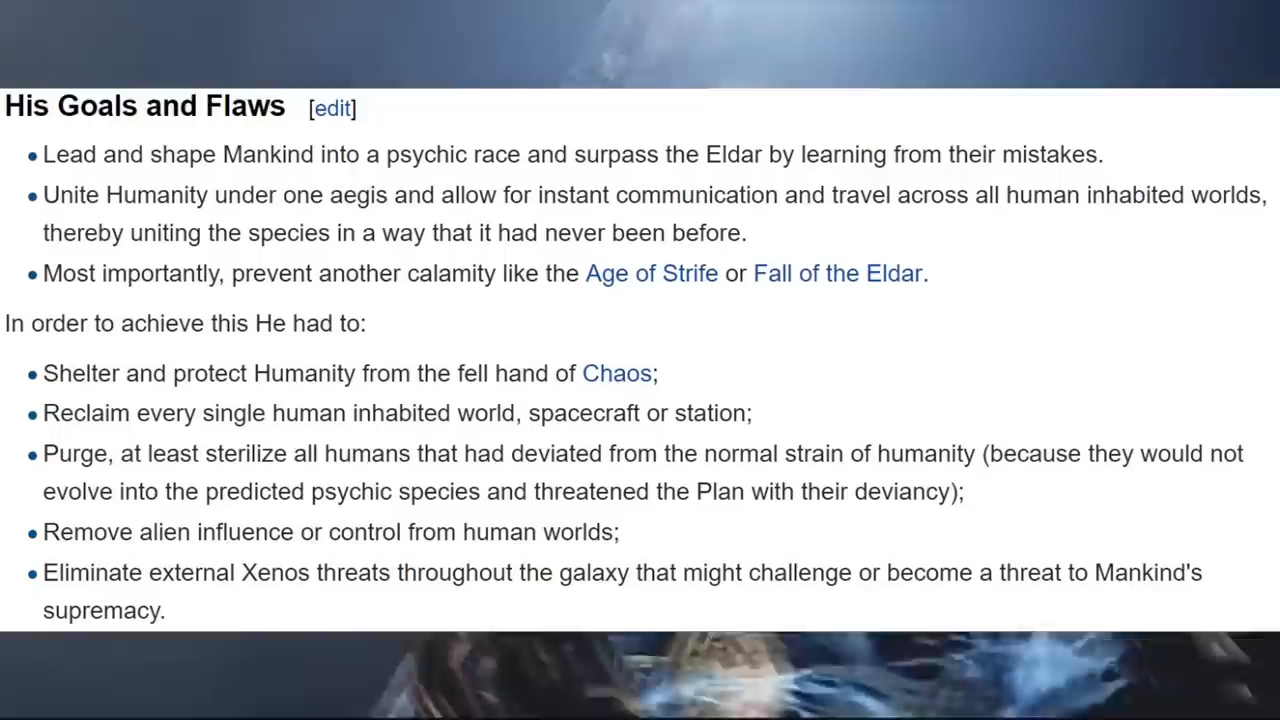 His Goals and Flaws [edit]
• Lead and shape Mankind into a psychic race and surpass the Eldar by learning from their mistakes.
• Unite Humanity under one aegis and allow for instant communication and travel across all human inhabited worlds,
thereby uniting the species in a way that it had never been before.
• Most importantly, prevent another calamity like the Age of Strife or Fall of the Eldar.
In order to achieve this He had to:
• Shelter and protect Humanity from the fell hand of Chaos;
• Reclaim every single human inhabited world, spacecraft or station;
• Purge, at least sterilize all humans that had deviated from the normal strain of humanity (because they would not
evolve into the predicted psychic species and threatened the Plan with their deviancy);
• Remove alien influence or control from human worlds;
• Eliminate external Xenos threats throughout the galaxy that might challenge or become a threat to Mankind's
supremacy.